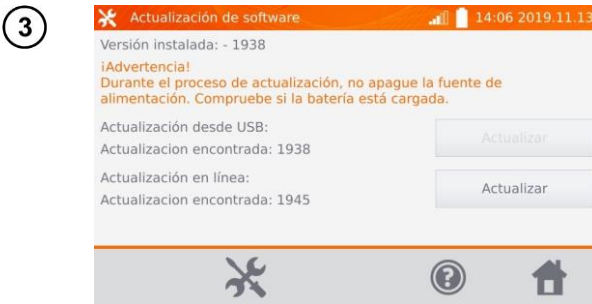 3
Actualización de software
14:06 2019.11.13
Versión instalada: - 1938
¡Advertencia!
Durante el proceso de actualización, no apague la fuente de
alimentación. Compruebe si la batería está cargada.
Actualización desde USB:
Actualizacion encontrada: 1938
Actualizar
Actualización en línea:
Actualizacion encontrada: 1945
Actualizar